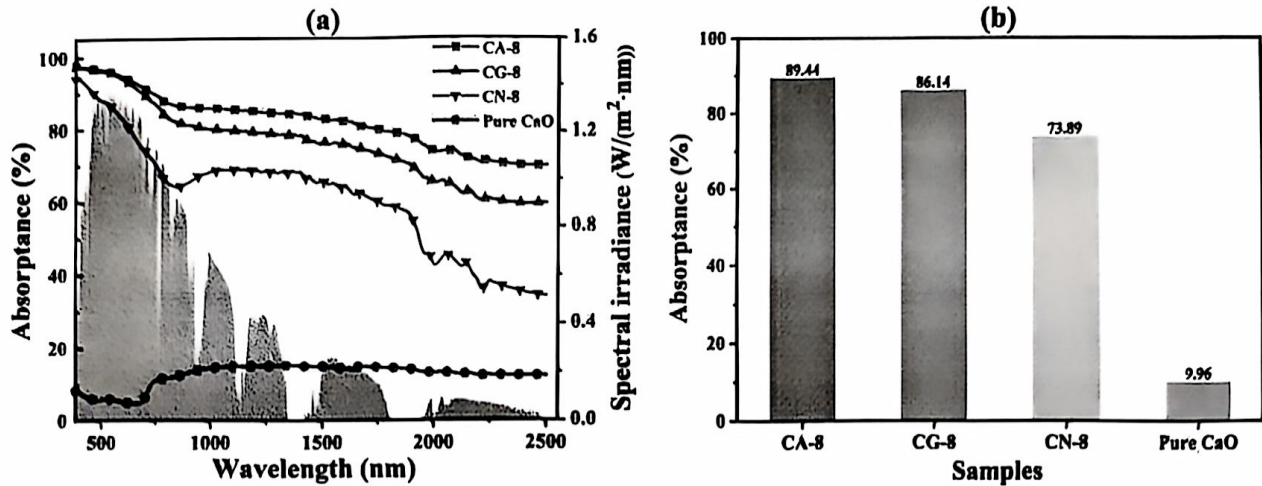 (a)
Absorptance (%)
100
80
60
40
20
0
CA-8
CG-8
CN-8
Pure CaO
1.6
1.2
0.8
0.4
0.0
Spectral irradiance (W/(m²·nm))
500
1000
1500
2000
2500
Wavelength (nm)
(b)
Absorptance (%)
100
80
60
40
20
0
89.44
86.14
73.89
9.96
CA-8
CG-8
CN-8
Pure CaO
Samples